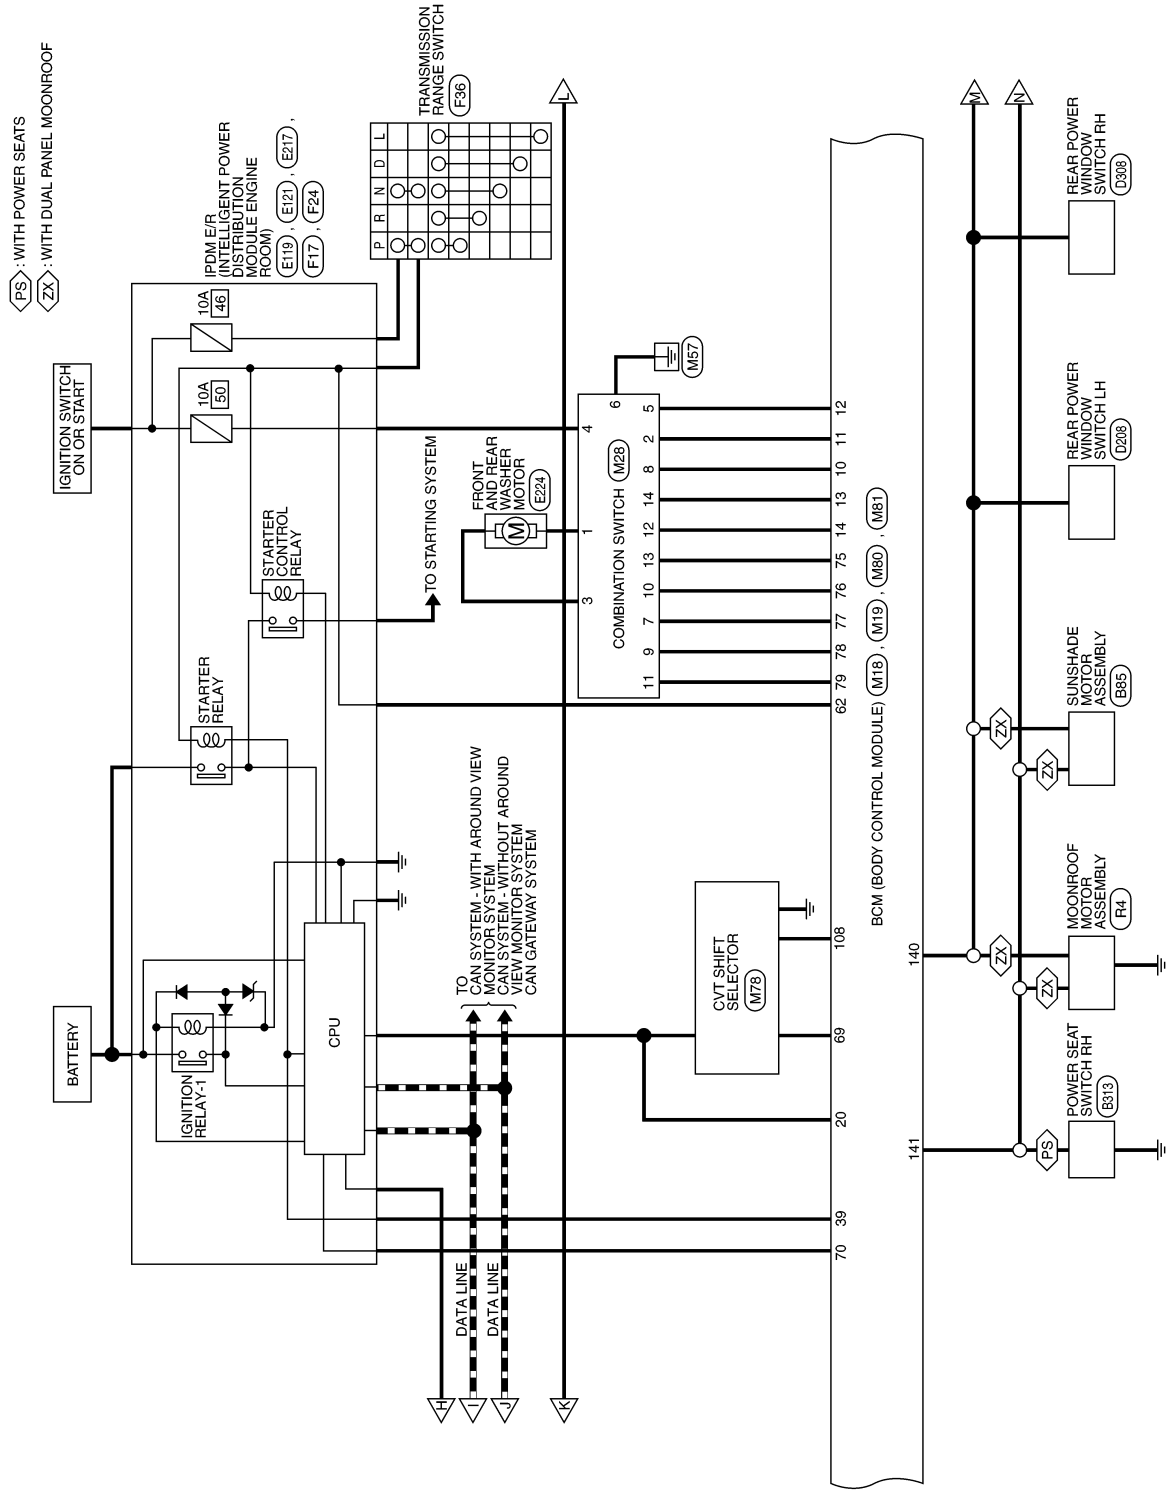 PS : WITH POWER SEATS
ZX : WITH DUAL PANEL MOONROOF
BATTERY
IGNITION SWITCH
ON OR START
IPDM E/R
(INTELLIGENT POWER
DISTRIBUTION
MODULE ENGINE
ROOM)
E119 , E121 , E217 ,
F17 , F24
IGNITION
RELAY-1
STARTER
RELAY
STARTER
CONTROL
RELAY
10A
50
10A
46
CPU
TRANSMISSION
RANGE SWITCH
F36
P R N D L
H
I
J
K
L
DATA LINE
DATA LINE
TO
CAN SYSTEM - WITH AROUND VIEW
MONITOR SYSTEM
CAN SYSTEM - WITHOUT AROUND
VIEW MONITOR SYSTEM
CAN GATEWAY SYSTEM
TO STARTING SYSTEM
FRONT
AND REAR
WASHER
MOTOR
E224
M
3 1 4
COMBINATION SWITCH M28
6
M57
11 9 7 10 13 12 14 8 2 5
CVT SHIFT
SELECTOR
M78
70 39 20 69 108 62 79 78 77 76 75 14 13 10 11 12
BCM (BODY CONTROL MODULE) M18 , M19 , M80 , M81
141 140
M
N
PS
ZX
ZX
ZX
ZX
POWER SEAT
SWITCH RH
B313
MOONROOF
MOTOR
ASSEMBLY
R4
SUNSHADE
MOTOR
ASSEMBLY
B85
REAR POWER
WINDOW
SWITCH LH
D208
REAR POWER
WINDOW
SWITCH RH
D308